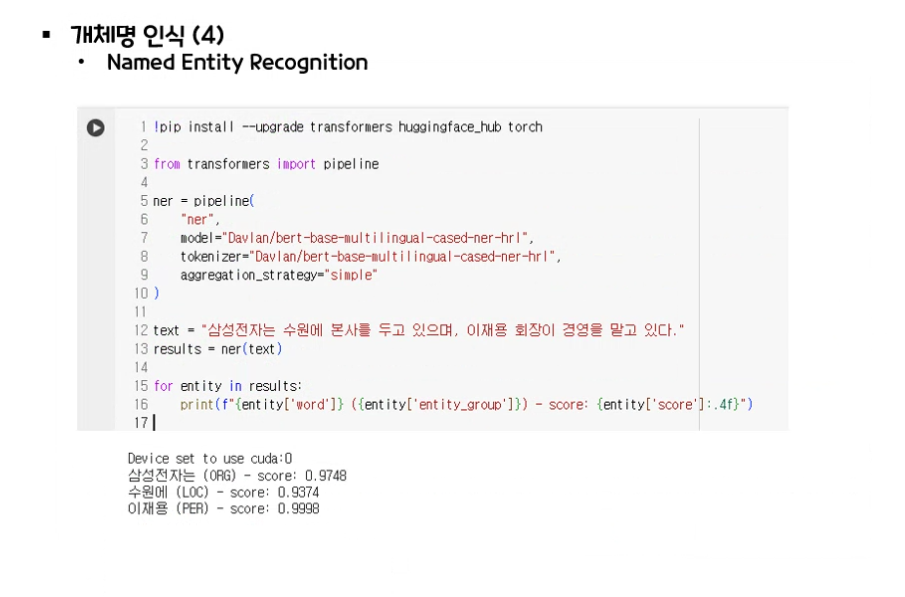 ▪ 개체명 인식 (4)
• Named Entity Recognition
1 !pip install --upgrade transformers huggingface_hub torch
2
3 from transformers import pipeline
4
5 ner = pipeline(
6     "ner",
7     model="Davlan/bert-base-multilingual-cased-ner-hrl",
8     tokenizer="Davlan/bert-base-multilingual-cased-ner-hrl",
9     aggregation_strategy="simple"
10 )
11
12 text = "삼성전자는 수원에 본사를 두고 있으며, 이재용 회장이 경영을 맡고 있다."
13 results = ner(text)
14
15 for entity in results:
16     print(f"{entity['word']} ({entity['entity_group']}) - score: {entity['score']:.4f}")
17
Device set to use cuda:0
삼성전자는 (ORG) - score: 0.9748
수원에 (LOC) - score: 0.9374
이재용 (PER) - score: 0.9998